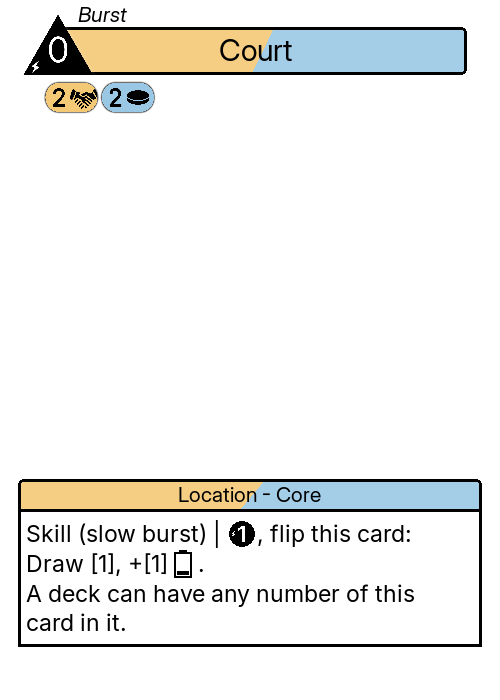 Burst
0
Court
2 2
Location - Core
Skill (slow burst) | 1, flip this card:
Draw [1], +[1] .
A deck can have any number of this
card in it.